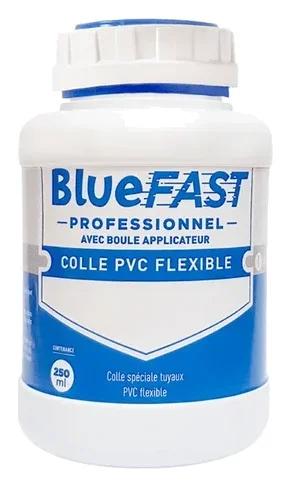 BLUEFAST
PROFESSIONNEL
AVEC BOULE APPLICATEUR
COLLE PVC FLEXIBLE
CONTENANCE
250
ml
Colle spéciale tuyaux
PVC flexible